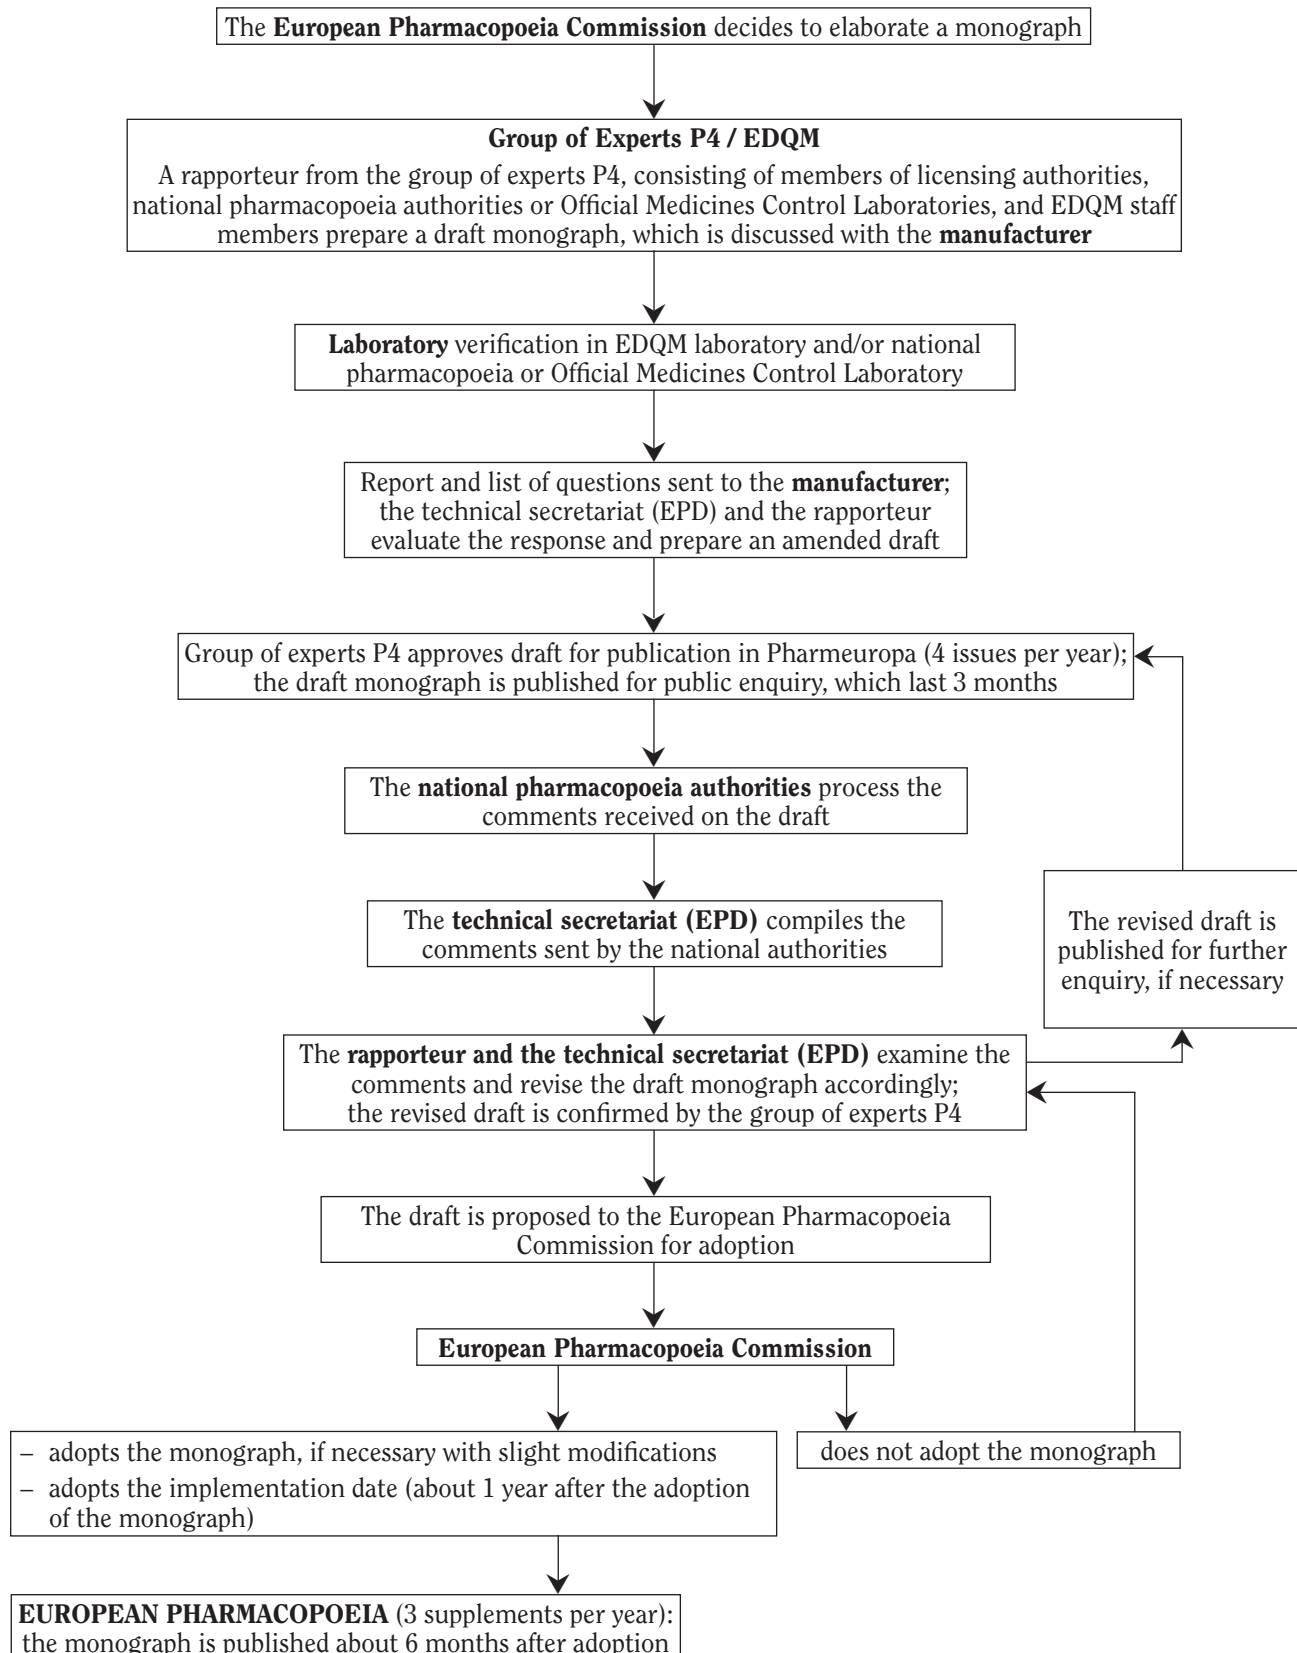 The European Pharmacopoeia Commission decides to elaborate a monograph
Group of Experts P4 / EDQM
A rapporteur from the group of experts P4, consisting of members of licensing authorities,
national pharmacopoeia authorities or Official Medicines Control Laboratories, and EDQM staff
members prepare a draft monograph, which is discussed with the manufacturer
Laboratory verification in EDQM laboratory and/or national
pharmacopoeia or Official Medicines Control Laboratory
Report and list of questions sent to the manufacturer;
the technical secretariat (EPD) and the rapporteur
evaluate the response and prepare an amended draft
Group of experts P4 approves draft for publication in Pharmeuropa (4 issues per year);
the draft monograph is published for public enquiry, which last 3 months
The national pharmacopoeia authorities process the
comments received on the draft
The technical secretariat (EPD) compiles the
comments sent by the national authorities
The revised draft is
published for further
enquiry, if necessary
The rapporteur and the technical secretariat (EPD) examine the
comments and revise the draft monograph accordingly;
the revised draft is confirmed by the group of experts P4
The draft is proposed to the European Pharmacopoeia
Commission for adoption
European Pharmacopoeia Commission
– adopts the monograph, if necessary with slight modifications
– adopts the implementation date (about 1 year after the adoption
of the monograph)
does not adopt the monograph
EUROPEAN PHARMACOPOEIA (3 supplements per year):
the monograph is published about 6 months after adoption